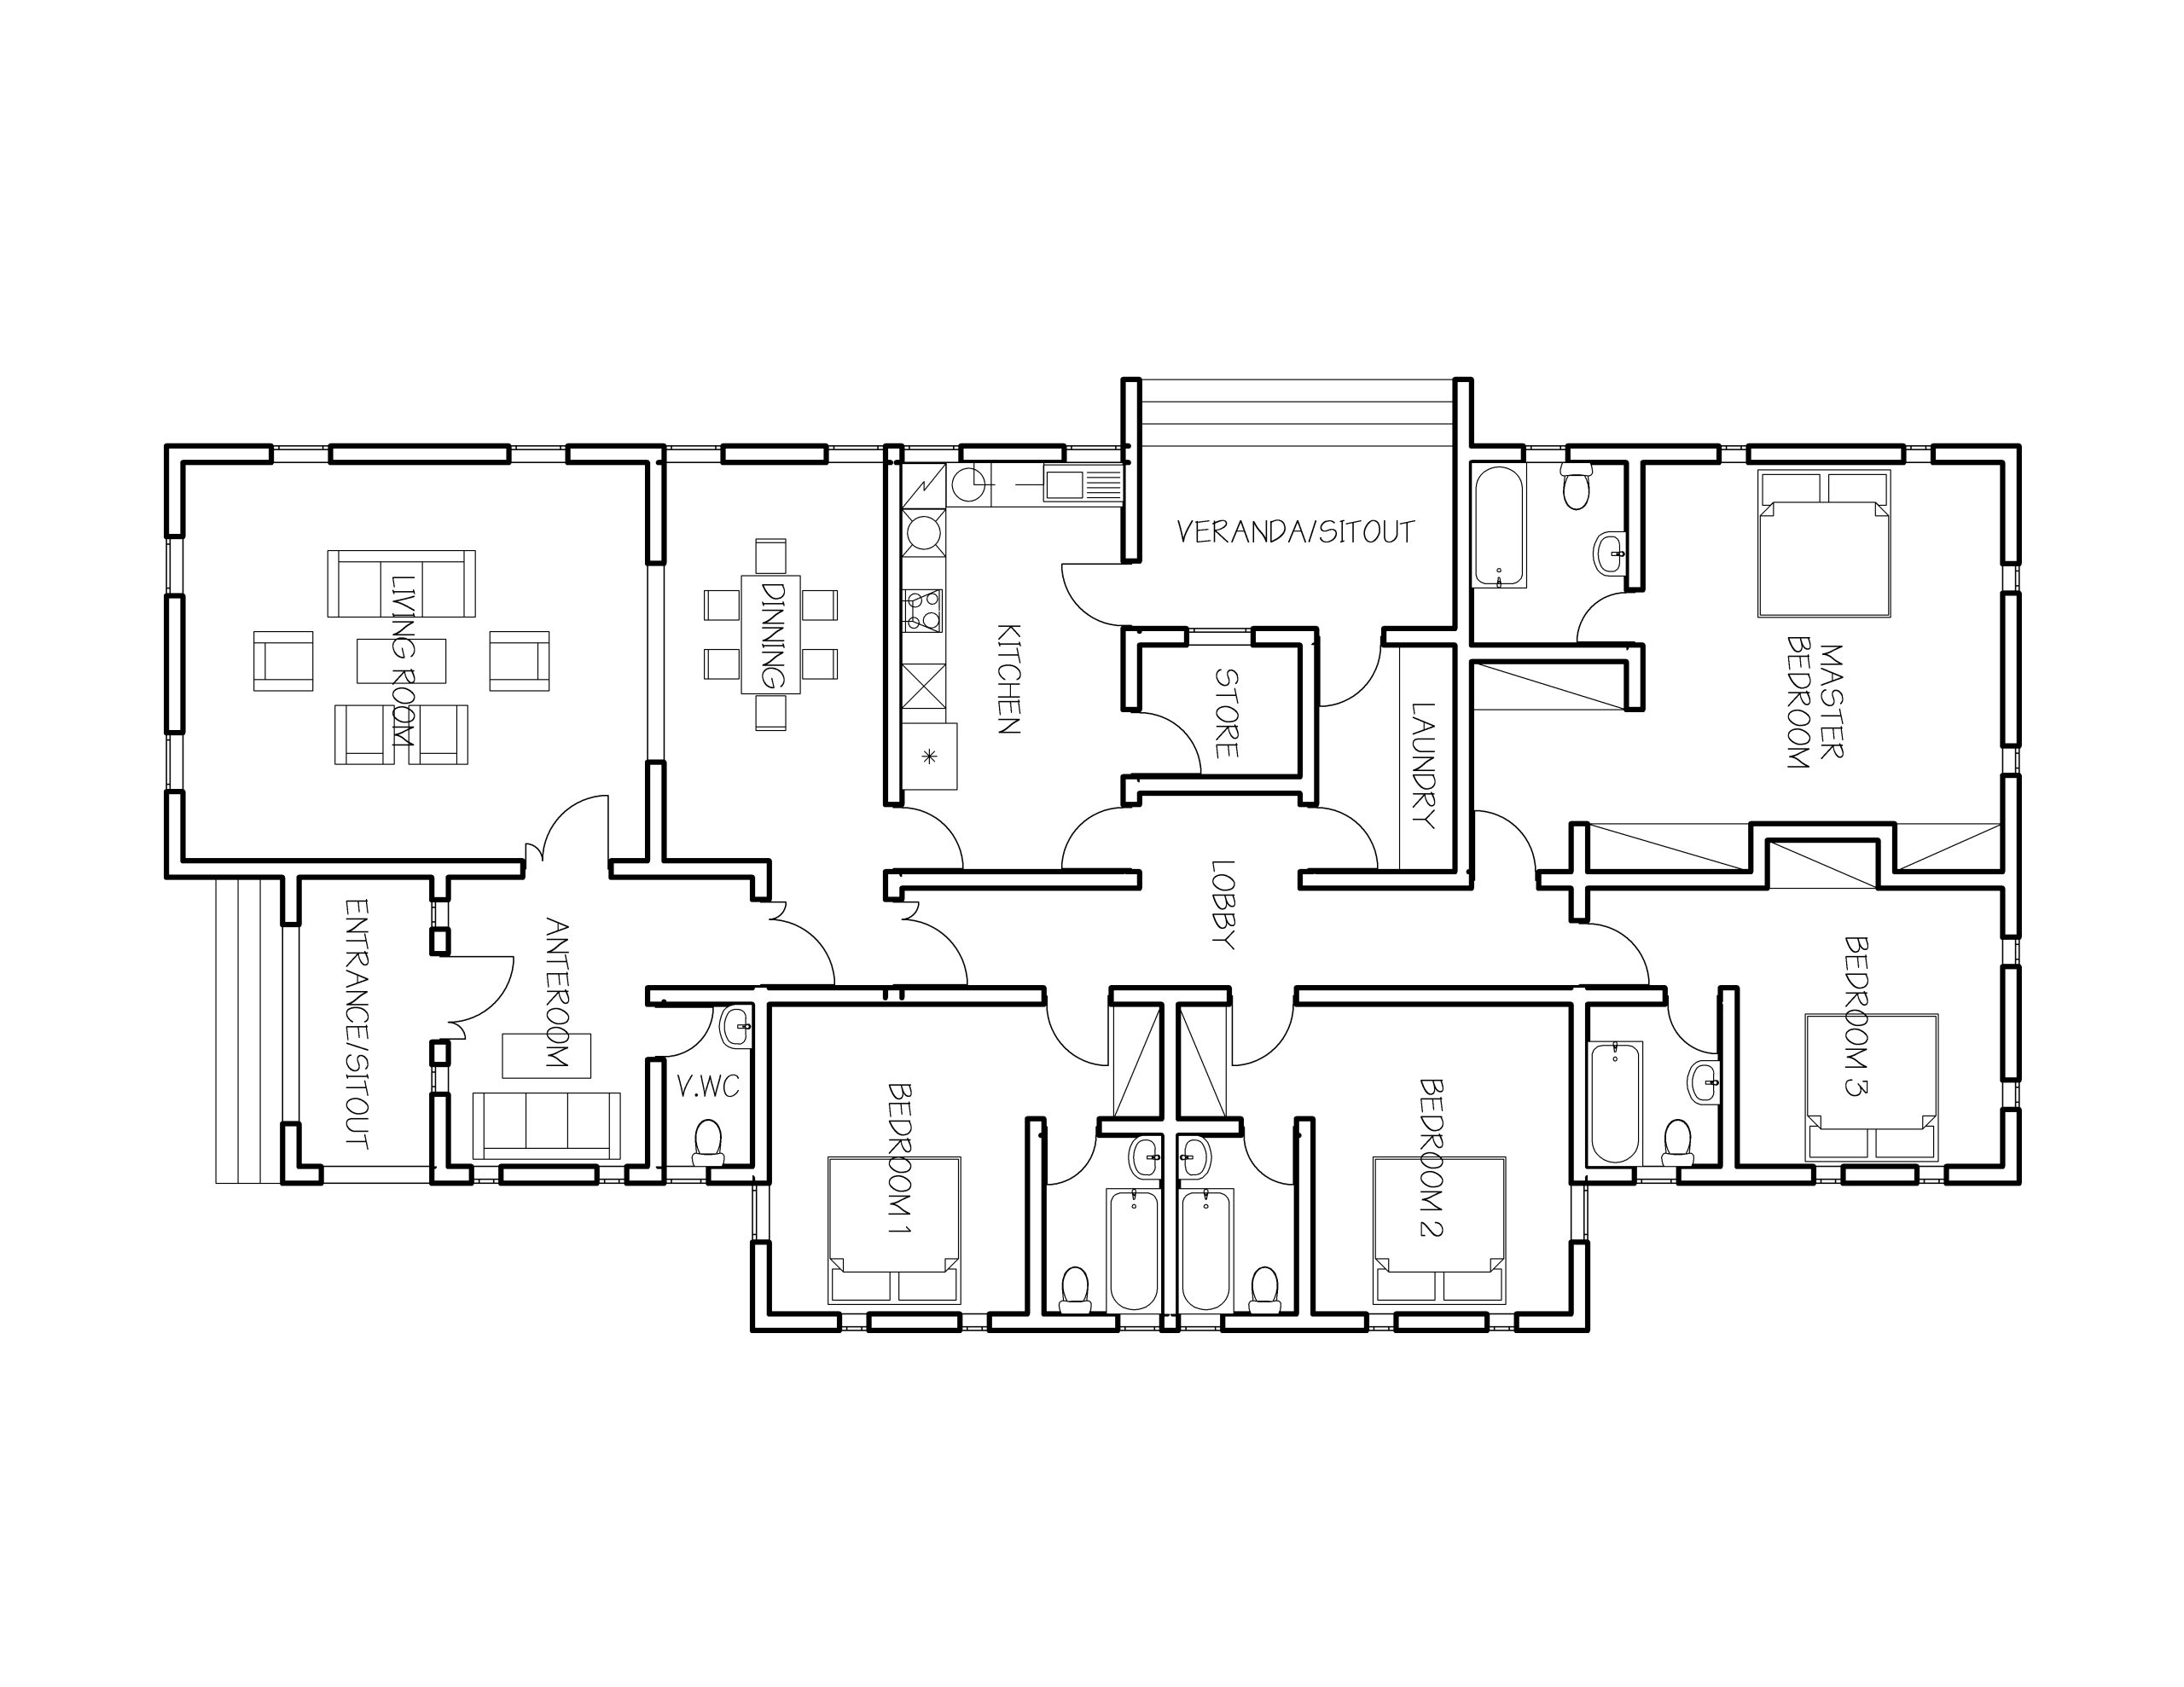 VERANDA/SITOUT
LIVING ROOM
DINNING
KITCHEN
STORE
LAUNDRY
MASTER
BEDROOM
LOBBY
ENTRANCE/SITOUT
ANTEROOM
V.WC
BEDROOM 1
BEDROOM 2
BEDROOM 3